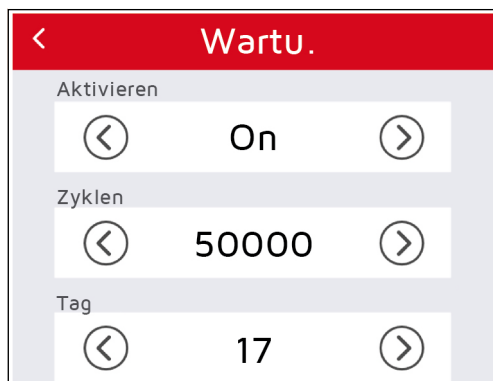 Wartu.
Aktivieren
On
Zyklen
50000
Tag
17